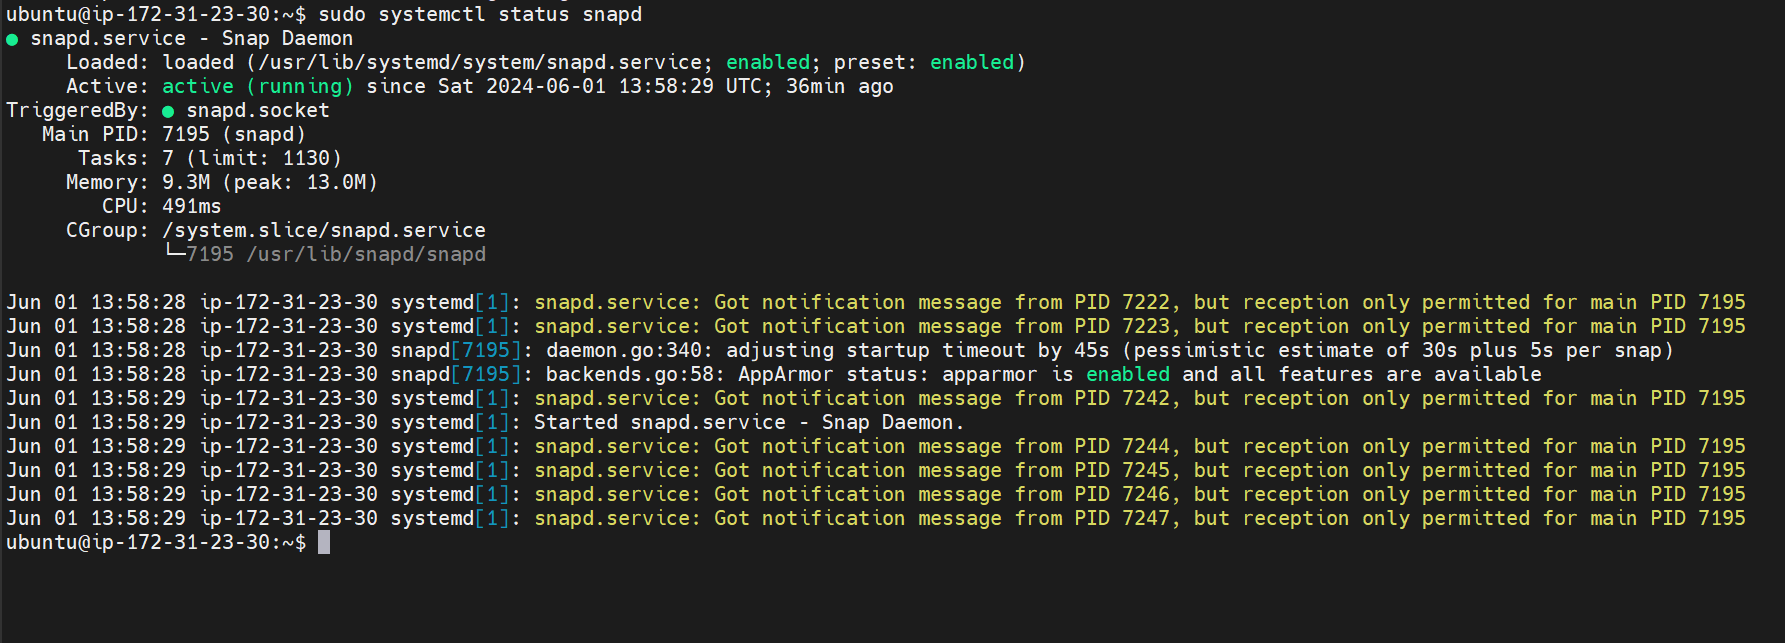 ubuntu@ip-172-31-23-30:~$ sudo systemctl status snapd
● snapd.service - Snap Daemon
     Loaded: loaded (/usr/lib/systemd/system/snapd.service; enabled; preset: enabled)
     Active: active (running) since Sat 2024-06-01 13:58:29 UTC; 36min ago
TriggeredBy: ● snapd.socket
   Main PID: 7195 (snapd)
      Tasks: 7 (limit: 1130)
     Memory: 9.3M (peak: 13.0M)
        CPU: 491ms
     CGroup: /system.slice/snapd.service
             └─7195 /usr/lib/snapd/snapd

Jun 01 13:58:28 ip-172-31-23-30 systemd[1]: snapd.service: Got notification message from PID 7222, but reception only permitted for main PID 7195
Jun 01 13:58:28 ip-172-31-23-30 systemd[1]: snapd.service: Got notification message from PID 7223, but reception only permitted for main PID 7195
Jun 01 13:58:28 ip-172-31-23-30 snapd[7195]: daemon.go:340: adjusting startup timeout by 45s (pessimistic estimate of 30s plus 5s per snap)
Jun 01 13:58:28 ip-172-31-23-30 snapd[7195]: backends.go:58: AppArmor status: apparmor is enabled and all features are available
Jun 01 13:58:29 ip-172-31-23-30 systemd[1]: snapd.service: Got notification message from PID 7242, but reception only permitted for main PID 7195
Jun 01 13:58:29 ip-172-31-23-30 systemd[1]: Started snapd.service - Snap Daemon.
Jun 01 13:58:29 ip-172-31-23-30 systemd[1]: snapd.service: Got notification message from PID 7244, but reception only permitted for main PID 7195
Jun 01 13:58:29 ip-172-31-23-30 systemd[1]: snapd.service: Got notification message from PID 7245, but reception only permitted for main PID 7195
Jun 01 13:58:29 ip-172-31-23-30 systemd[1]: snapd.service: Got notification message from PID 7246, but reception only permitted for main PID 7195
Jun 01 13:58:29 ip-172-31-23-30 systemd[1]: snapd.service: Got notification message from PID 7247, but reception only permitted for main PID 7195
ubuntu@ip-172-31-23-30:~$